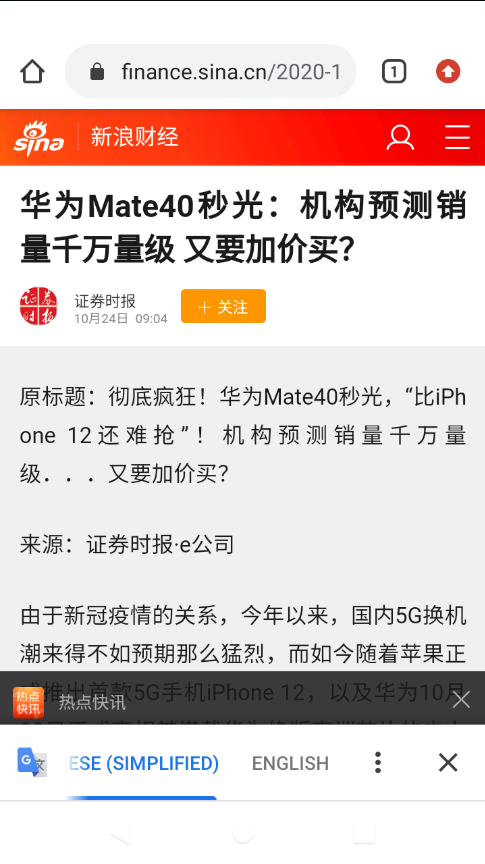 finance.sina.cn/2020-1
1
sina 新浪财经
华为Mate40秒光：机构预测销
量千万量级 又要加价买？
证券时报
证券时报
10月24日 09:04
+ 关注
原标题：彻底疯狂！华为Mate40秒光，“比iPh
one 12还难抢”！机构预测销量千万量
级．．．又要加价买？
来源：证券时报·e公司
由于新冠疫情的关系，今年以来，国内5G换机
潮来得不如预期那么猛烈，而如今随着苹果正
式推出首款5G手机iPhone 12，以及华为10月
热点
快讯
热点快讯
G文
ESE (SIMPLIFIED)
ENGLISH